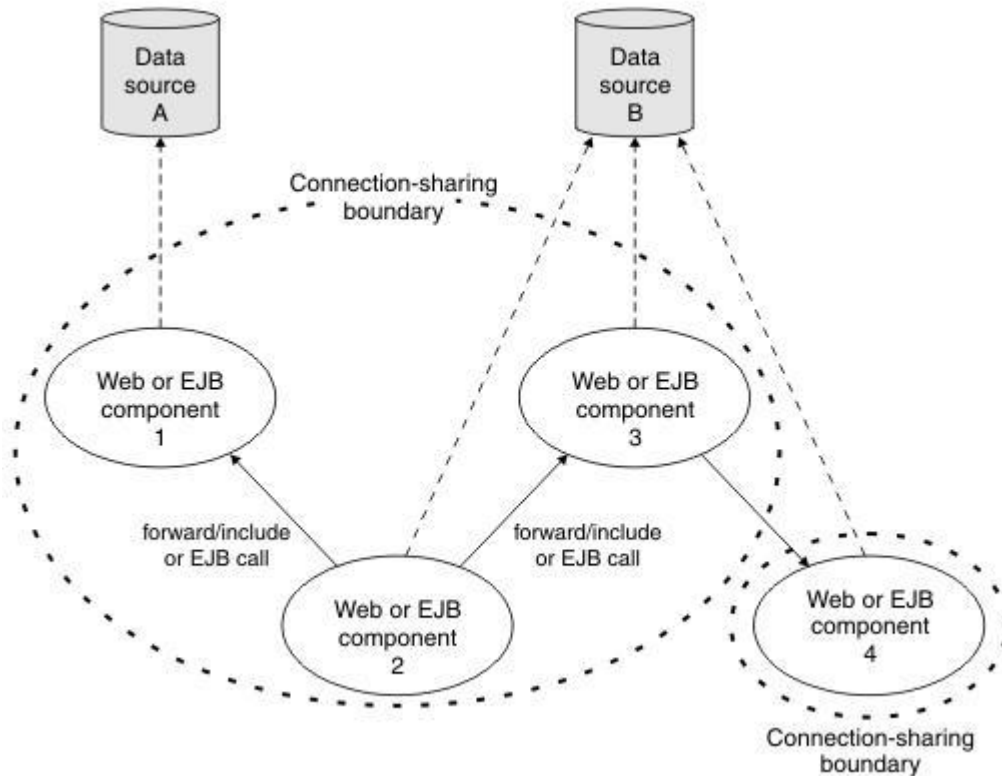 Data
source
A
Data
source
B
Connection-sharing
boundary
Web or EJB
component
1
Web or EJB
component
3
forward/include
or EJB call
forward/include
or EJB call
Web or EJB
component
2
Web or EJB
component
4
Connection-sharing
boundary